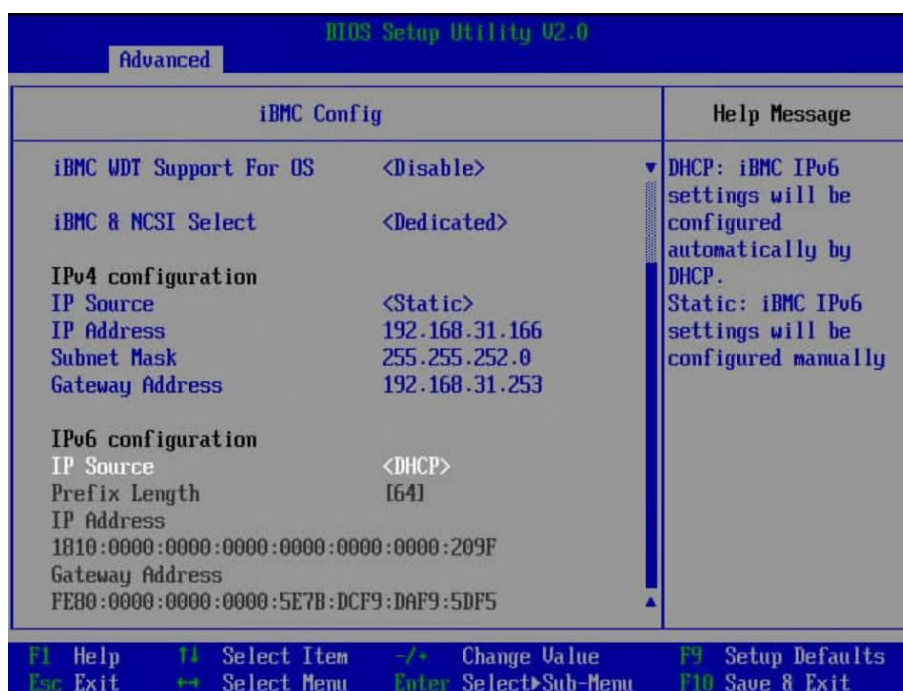 BIOS Setup Utility V2.0
Advanced
iBMC Config
Help Message
iBMC WDT Support For OS <Disable>
iBMC & NCSI Select <Dedicated>
IPv4 configuration
IP Source <Static>
IP Address 192.168.31.166
Subnet Mask 255.255.252.0
Gateway Address 192.168.31.253
IPv6 configuration
IP Source <DHCP>
Prefix Length [64]
IP Address
1810:0000:0000:0000:0000:0000:0000:209F
Gateway Address
FE80:0000:0000:0000:5E7B:DCF9:DAF9:5DF5
DHCP: iBMC IPv6
settings will be
configured
automatically by
DHCP.
Static: iBMC IPv6
settings will be
configured manually
F1 Help ↑↓ Select Item -/+ Change Value F9 Setup Defaults
Esc Exit ↔ Select Menu Enter Select▶Sub-Menu F10 Save & Exit